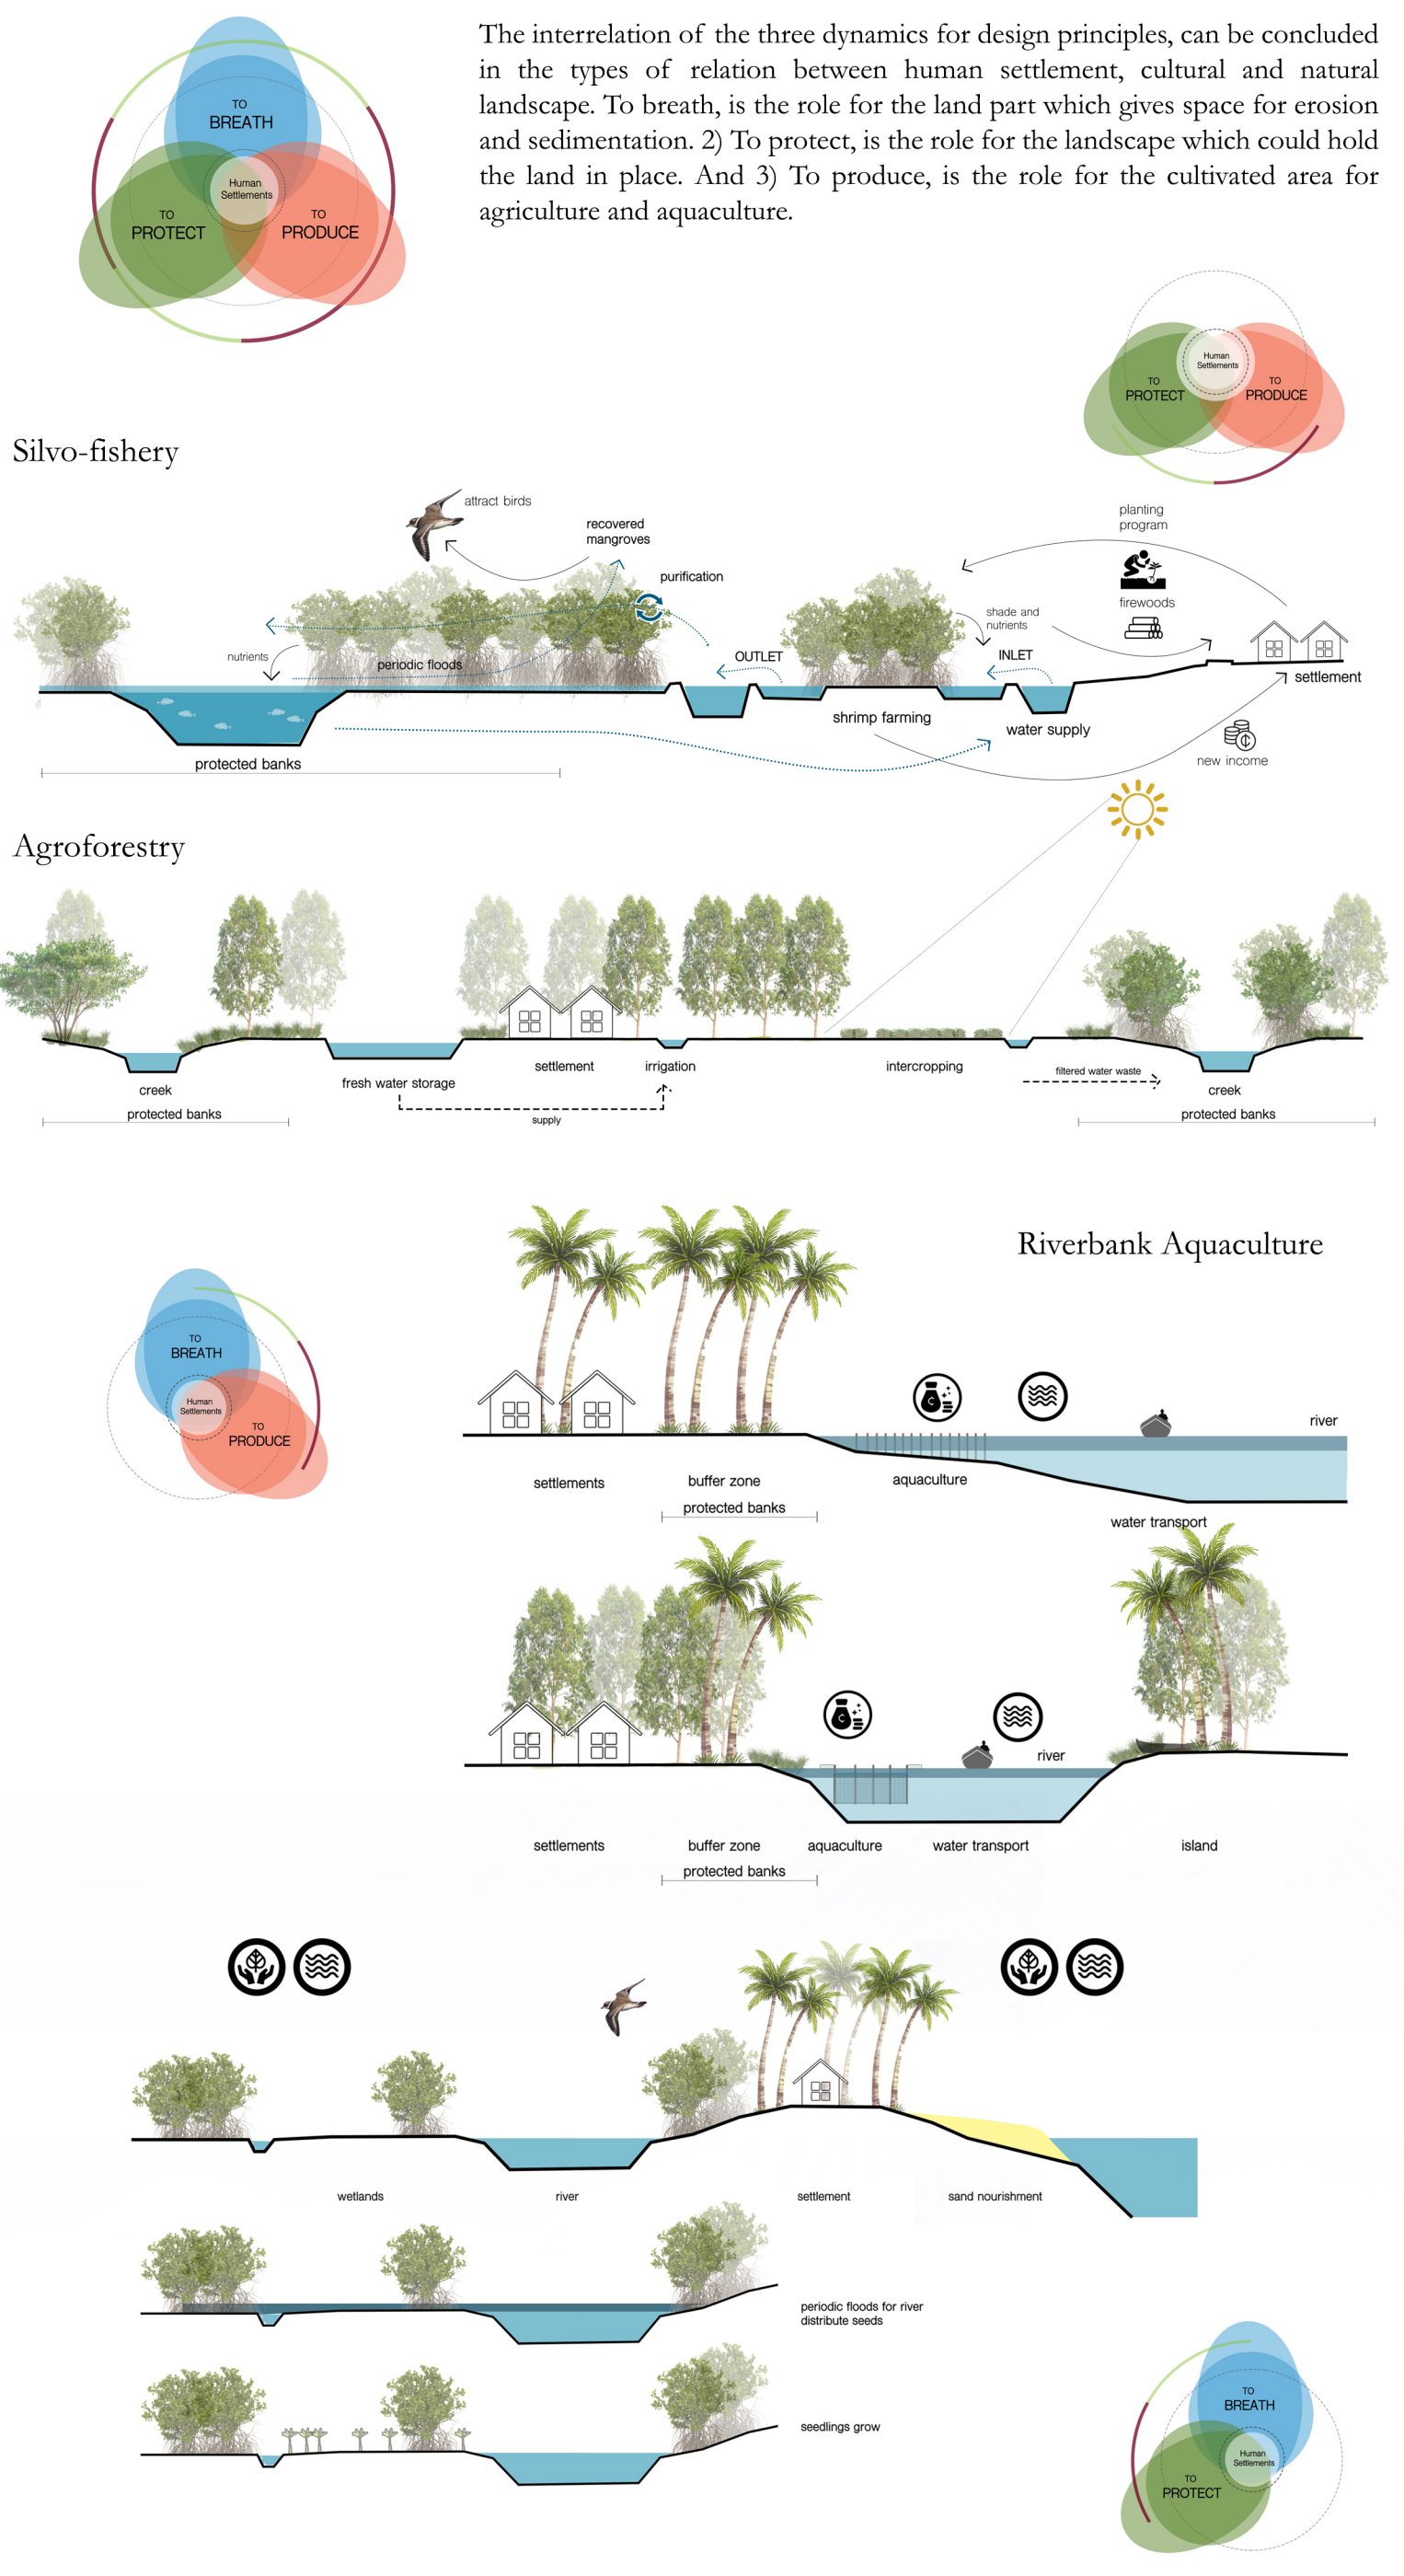 The interrelation of the three dynamics for design principles, can be concluded
in the types of relation between human settlement, cultural and natural
landscape. To breath, is the role for the land part which gives space for erosion
and sedimentation. 2) To protect, is the role for the landscape which could hold
the land in place. And 3) To produce, is the role for the cultivated area for
agriculture and aquaculture.
TO
BREATH
Human
Settlements
TO
PROTECT
TO
PRODUCE
Human
Settlements
TO
PROTECT
TO
PRODUCE
Silvo-fishery
attract birds
recovered
mangroves
purification
planting
program
firewoods
shade and
nutrients
nutrients
periodic floods
OUTLET
INLET
settlement
shrimp farming
water supply
new income
protected banks
Agroforestry
creek
protected banks
fresh water storage
supply
settlement
irrigation
intercropping
filtered water waste
creek
protected banks
Riverbank Aquaculture
TO
BREATH
Human
Settlements
TO
PRODUCE
river
settlements
buffer zone
aquaculture
protected banks
water transport
river
settlements
buffer zone
aquaculture
water transport
island
protected banks
wetlands
river
settlement
sand nourishment
periodic floods for river
distribute seeds
seedlings grow
TO
BREATH
Human
Settlements
TO
PROTECT